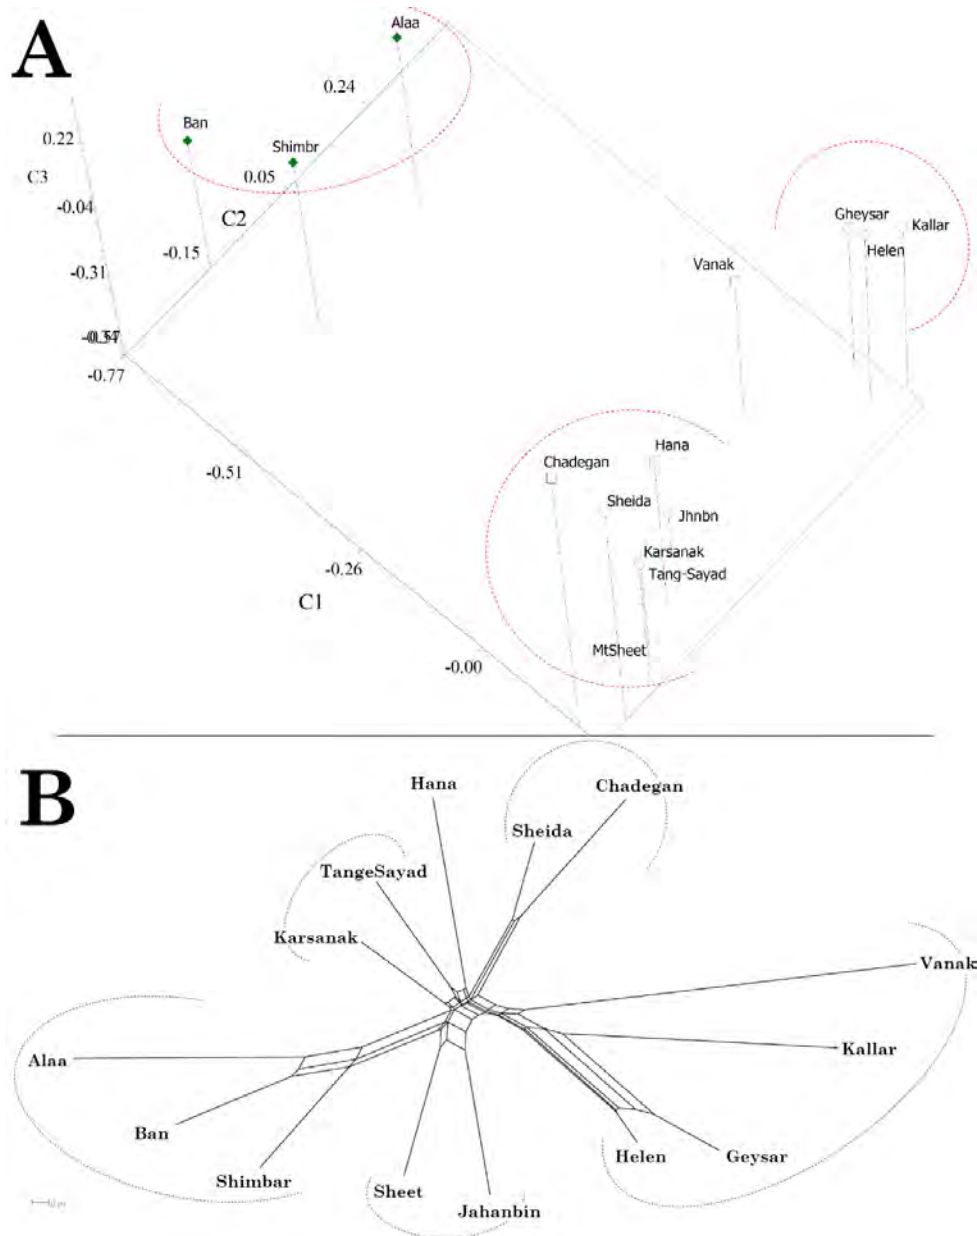 A
Alaa
0.24
Ban
0.22
Shimbr
C3
0.05
-0.04
C2
Gheysar
Kallar
-0.15
Helen
-0.31
Vanak
-0.77
Hana
Chadegan
-0.51
Sheida
Jhnbn
Karsanak
-0.26
Tang-Sayad
C1
MtSheet
-0.00
B
Hana
Chadegan
Sheida
TangeSayad
Karsanak
Vanak
Kallar
Alaa
Ban
Helen
Geysar
Shimbar
Sheet
Jahanbin